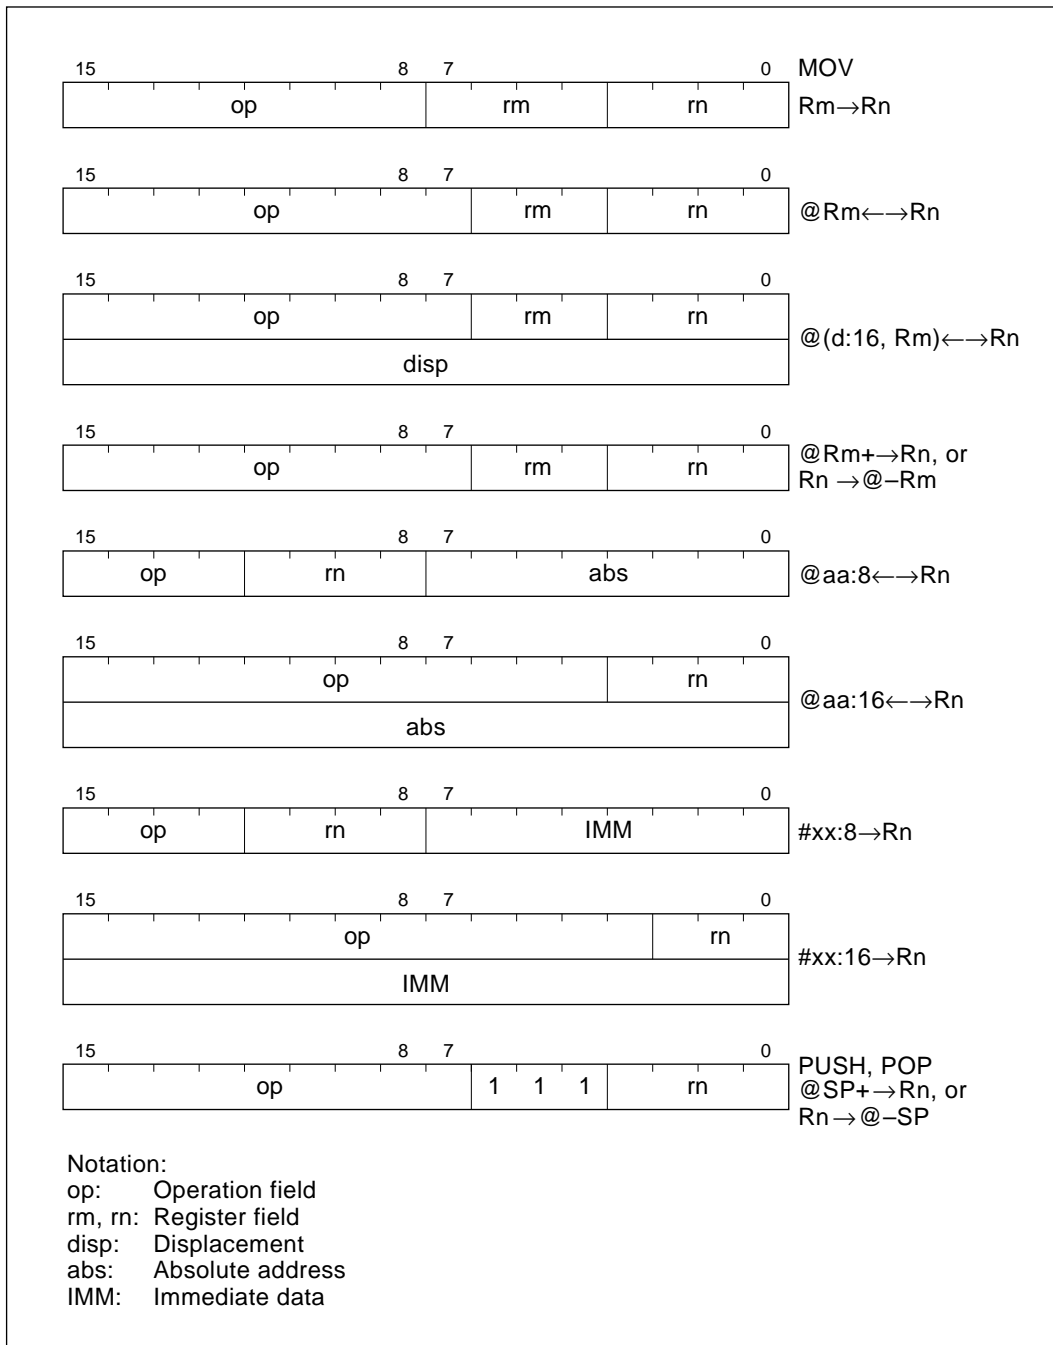 15 8 7 0 MOV
op rm rn Rm→Rn
15 8 7 0
op rm rn @Rm←→Rn
15 8 7 0
op rm rn
@(d:16, Rm)←→Rn
disp
15 8 7 0
@Rm+→Rn, or
op rm rn
Rn→@–Rm
15 8 7 0
op rn abs @aa:8←→Rn
15 8 7 0
op rn
@aa:16←→Rn
abs
15 8 7 0
op rn IMM #xx:8→Rn
15 8 7 0
op rn
#xx:16→Rn
IMM
15 8 7 0
PUSH, POP
op 1 1 1 rn @SP+→Rn, or
Rn→@–SP
Notation:
op: Operation field
rm, rn: Register field
disp: Displacement
abs: Absolute address
IMM: Immediate data